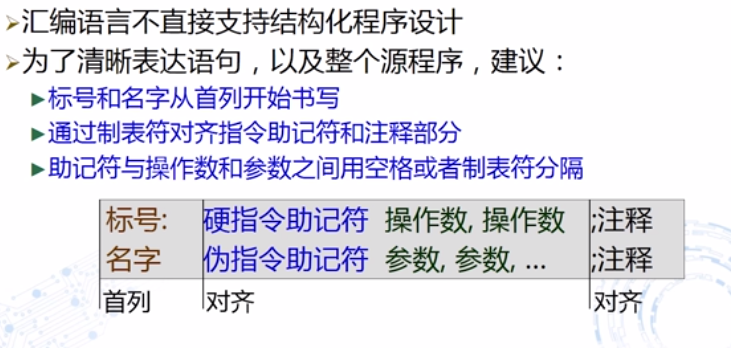 ➢汇编语言不直接支持结构化程序设计
➢为了清晰表达语句，以及整个源程序，建议：
►标号和名字从首列开始书写
►通过制表符对齐指令助记符和注释部分
►助记符与操作数和参数之间用空格或者制表符分隔
标号: 硬指令助记符 操作数, 操作数 ;注释
名字 伪指令助记符 参数, 参数, ... ;注释
首列 对齐 对齐